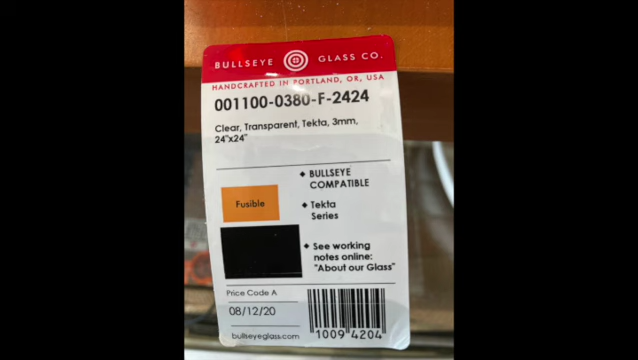 BULLSEYE GLASS CO.
HANDCRAFTED IN PORTLAND, OR, USA
001100-0380-F-2424
Clear, Transparent, Tekta, 3mm,
24"x24"
◆ BULLSEYE
COMPATIBLE
Fusible
◆ Tekta
Series
◆ See working
notes online:
"About our Glass"
Price Code A
08/12/20
bullseyeglass.com
1009 4204